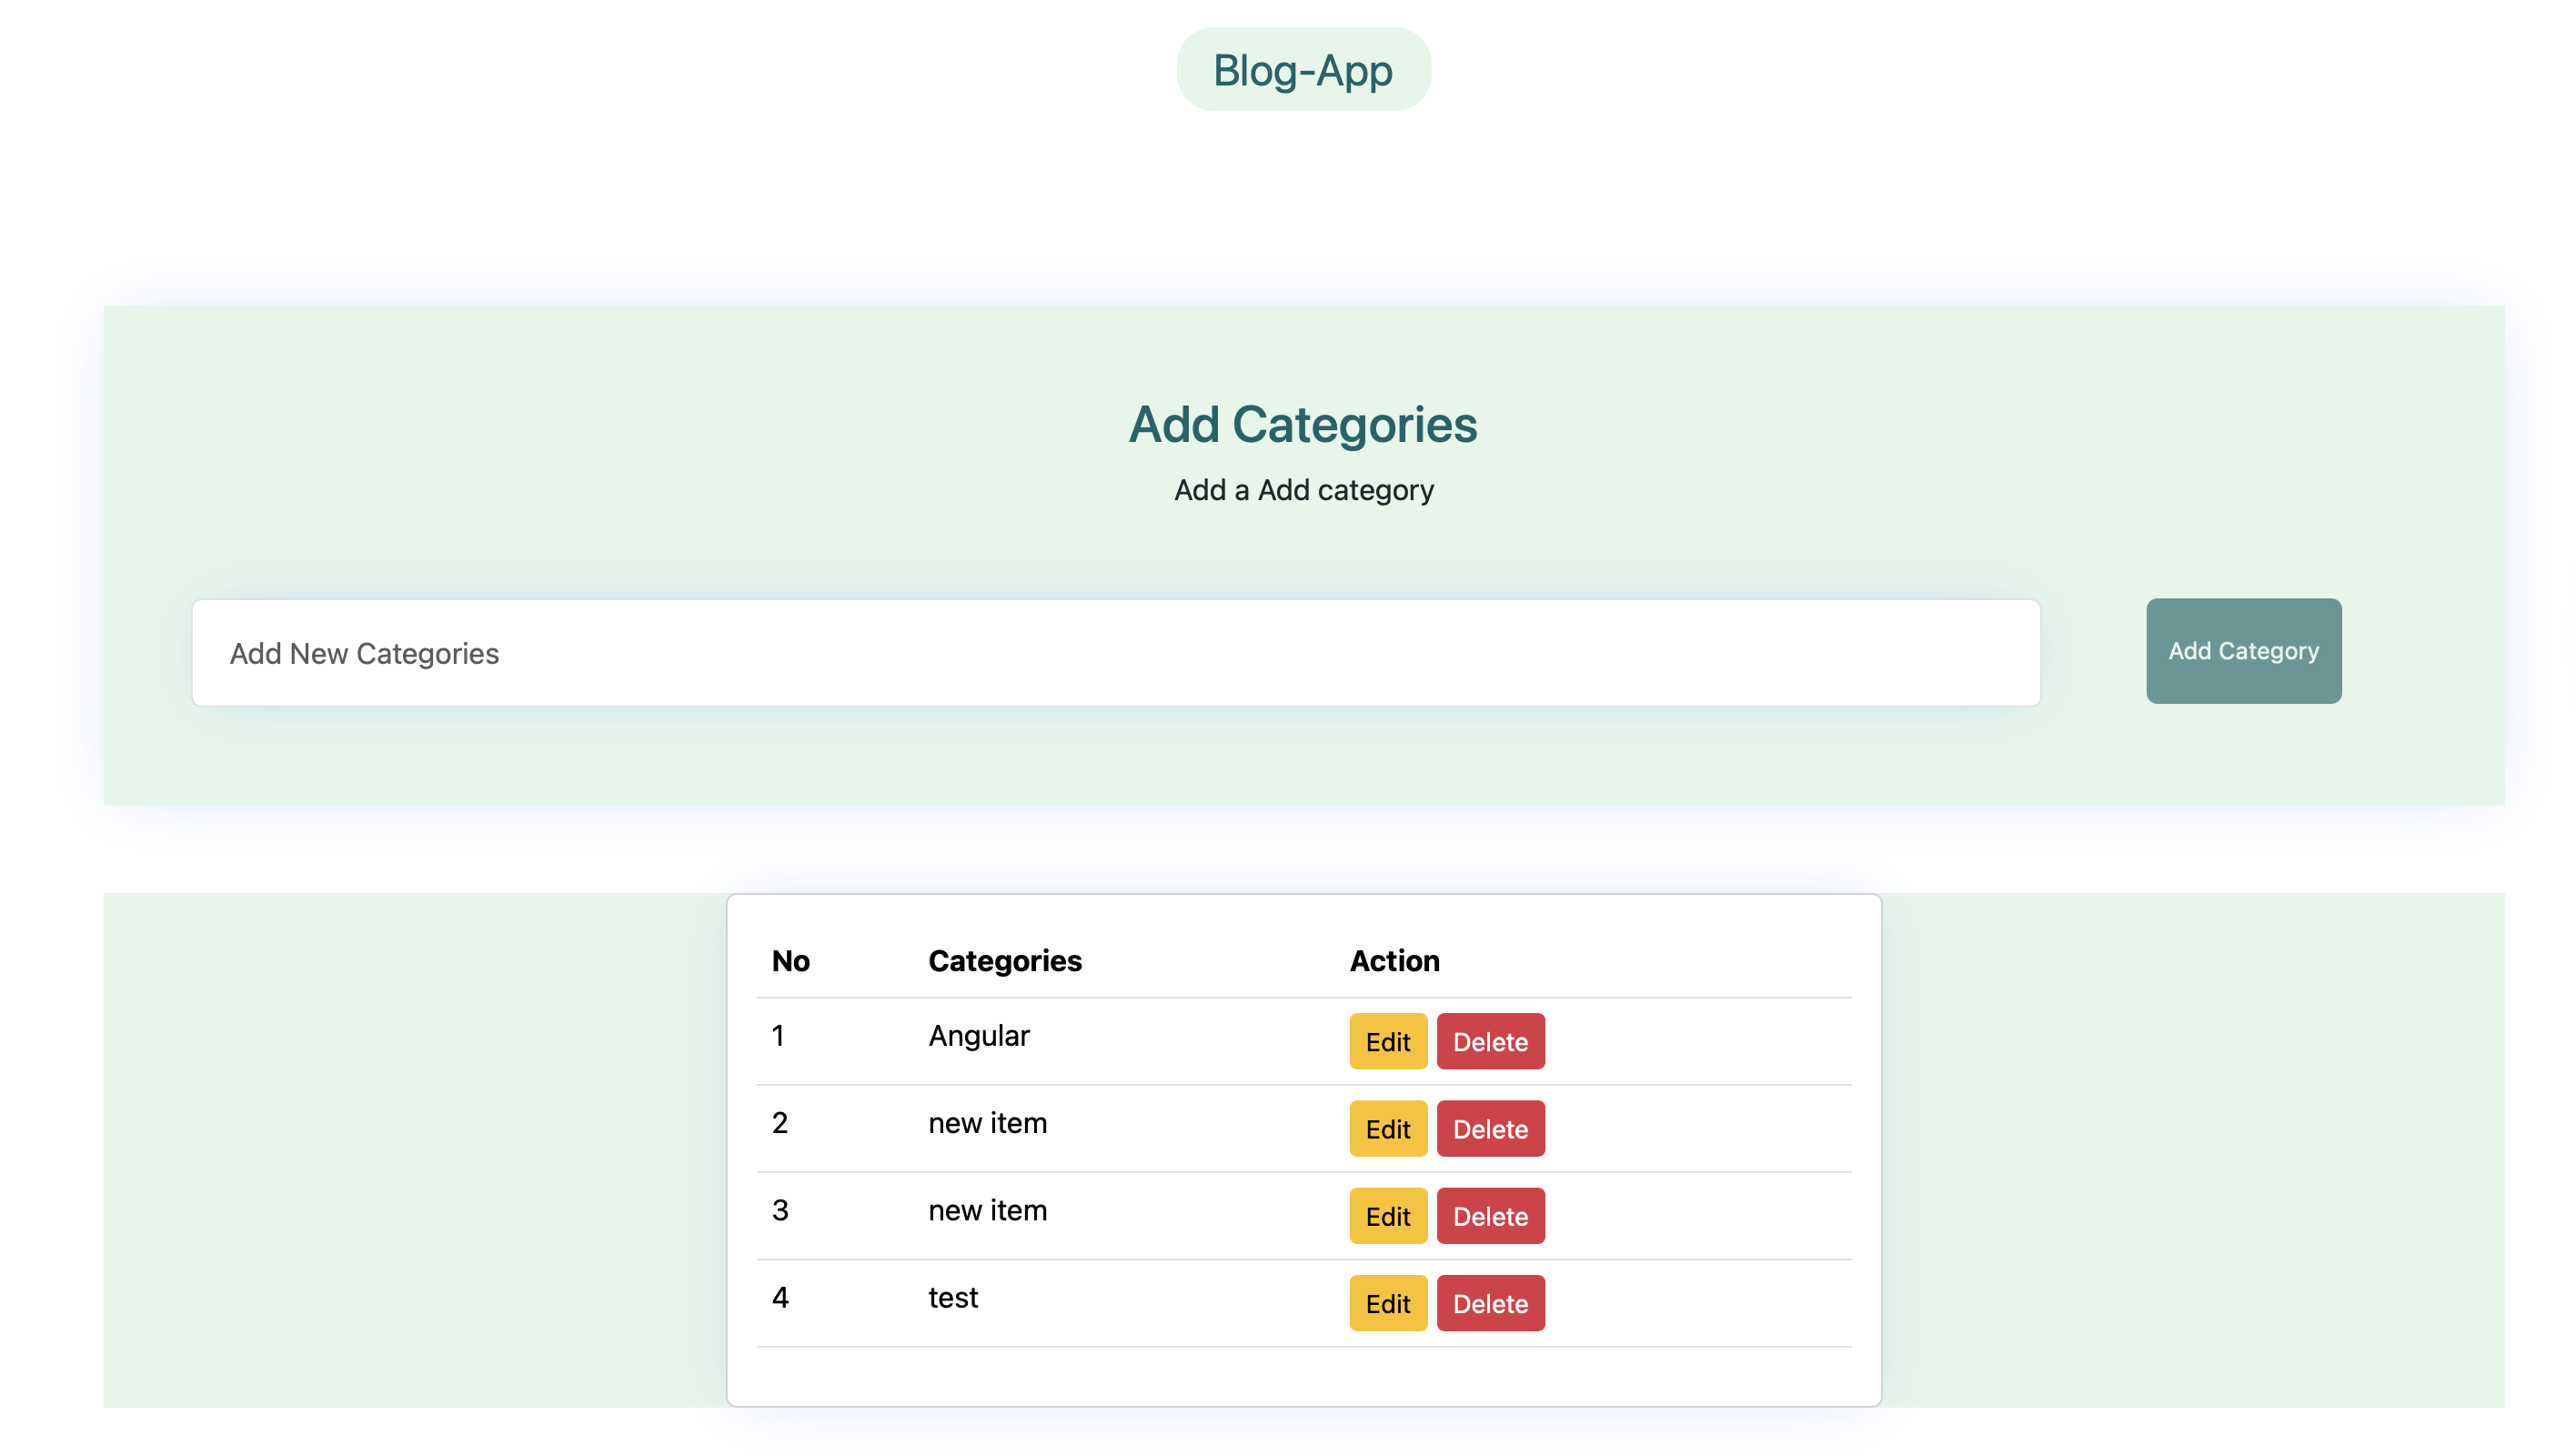 Blog-App
Add Categories
Add a Add category
Add New Categories
Add Category
No Categories Action
1 Angular Edit Delete
2 new item Edit Delete
3 new item Edit Delete
4 test Edit Delete